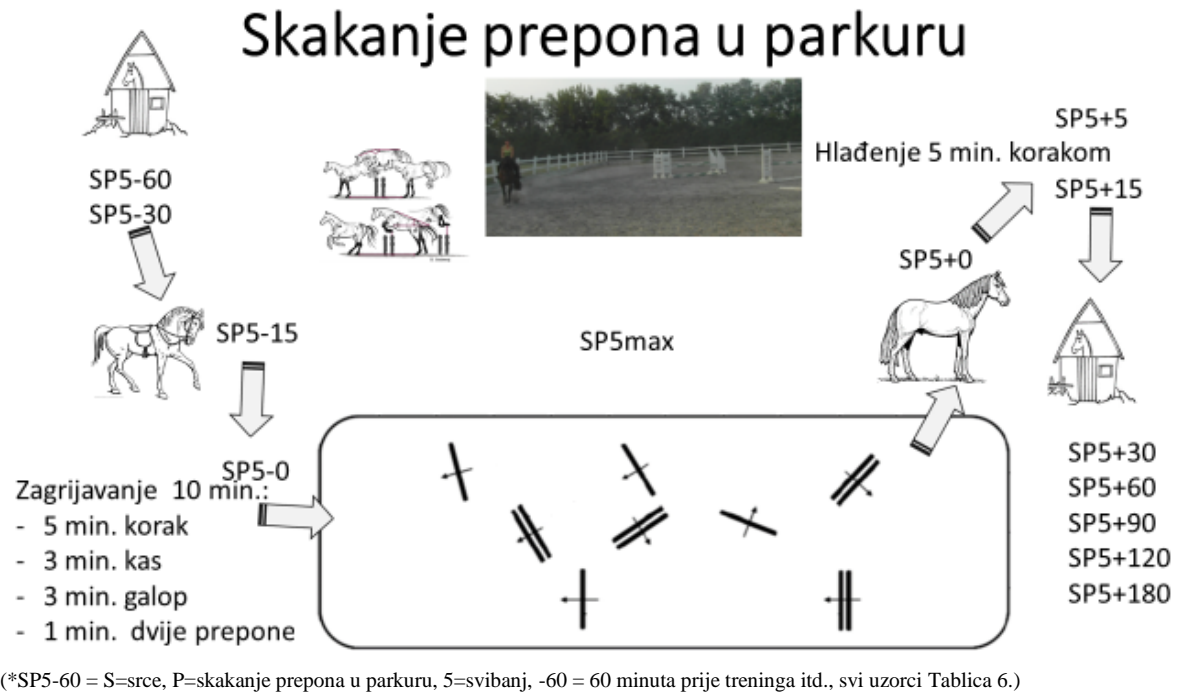 Skakanje prepona u parkuru
SP5-60
SP5-30
SP5-15
SP5-0
Zagrijavanje 10 min.:
- 5 min. korak
- 3 min. kas
- 3 min. galop
- 1 min. dvije prepone
SP5max
SP5+0
SP5+5
Hlađenje 5 min. korakom
SP5+15
SP5+30
SP5+60
SP5+90
SP5+120
SP5+180
(*SP5-60 = S=srce, P=skakanje prepona u parkuru, 5=svibanj, -60 = 60 minuta prije treninga itd., svi uzorci Tablica 6.)